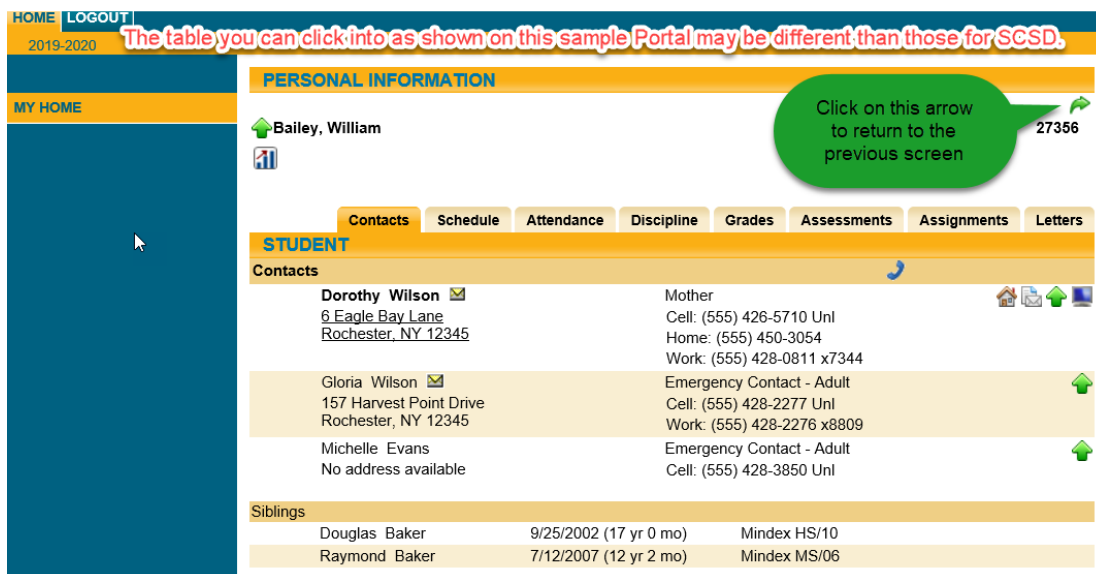 HOME LOGOUT
2019-2020
The table you can click into as shown on this sample Portal may be different than those for SCSD.
PERSONAL INFORMATION
MY HOME
Click on this arrow
to return to the
previous screen
Bailey, William
27356
Contacts Schedule Attendance Discipline Grades Assessments Assignments Letters
STUDENT
Contacts
Dorothy Wilson Mother
6 Eagle Bay Lane Cell: (555) 426-5710 Unl
Rochester, NY 12345 Home: (555) 450-3054
Work: (555) 428-0811 x7344
Gloria Wilson Emergency Contact - Adult
157 Harvest Point Drive Cell: (555) 428-2277 Unl
Rochester, NY 12345 Work: (555) 428-2276 x8809
Michelle Evans Emergency Contact - Adult
No address available Cell: (555) 428-3850 Unl
Siblings
Douglas Baker 9/25/2002 (17 yr 0 mo) Mindex HS/10
Raymond Baker 7/12/2007 (12 yr 2 mo) Mindex MS/06